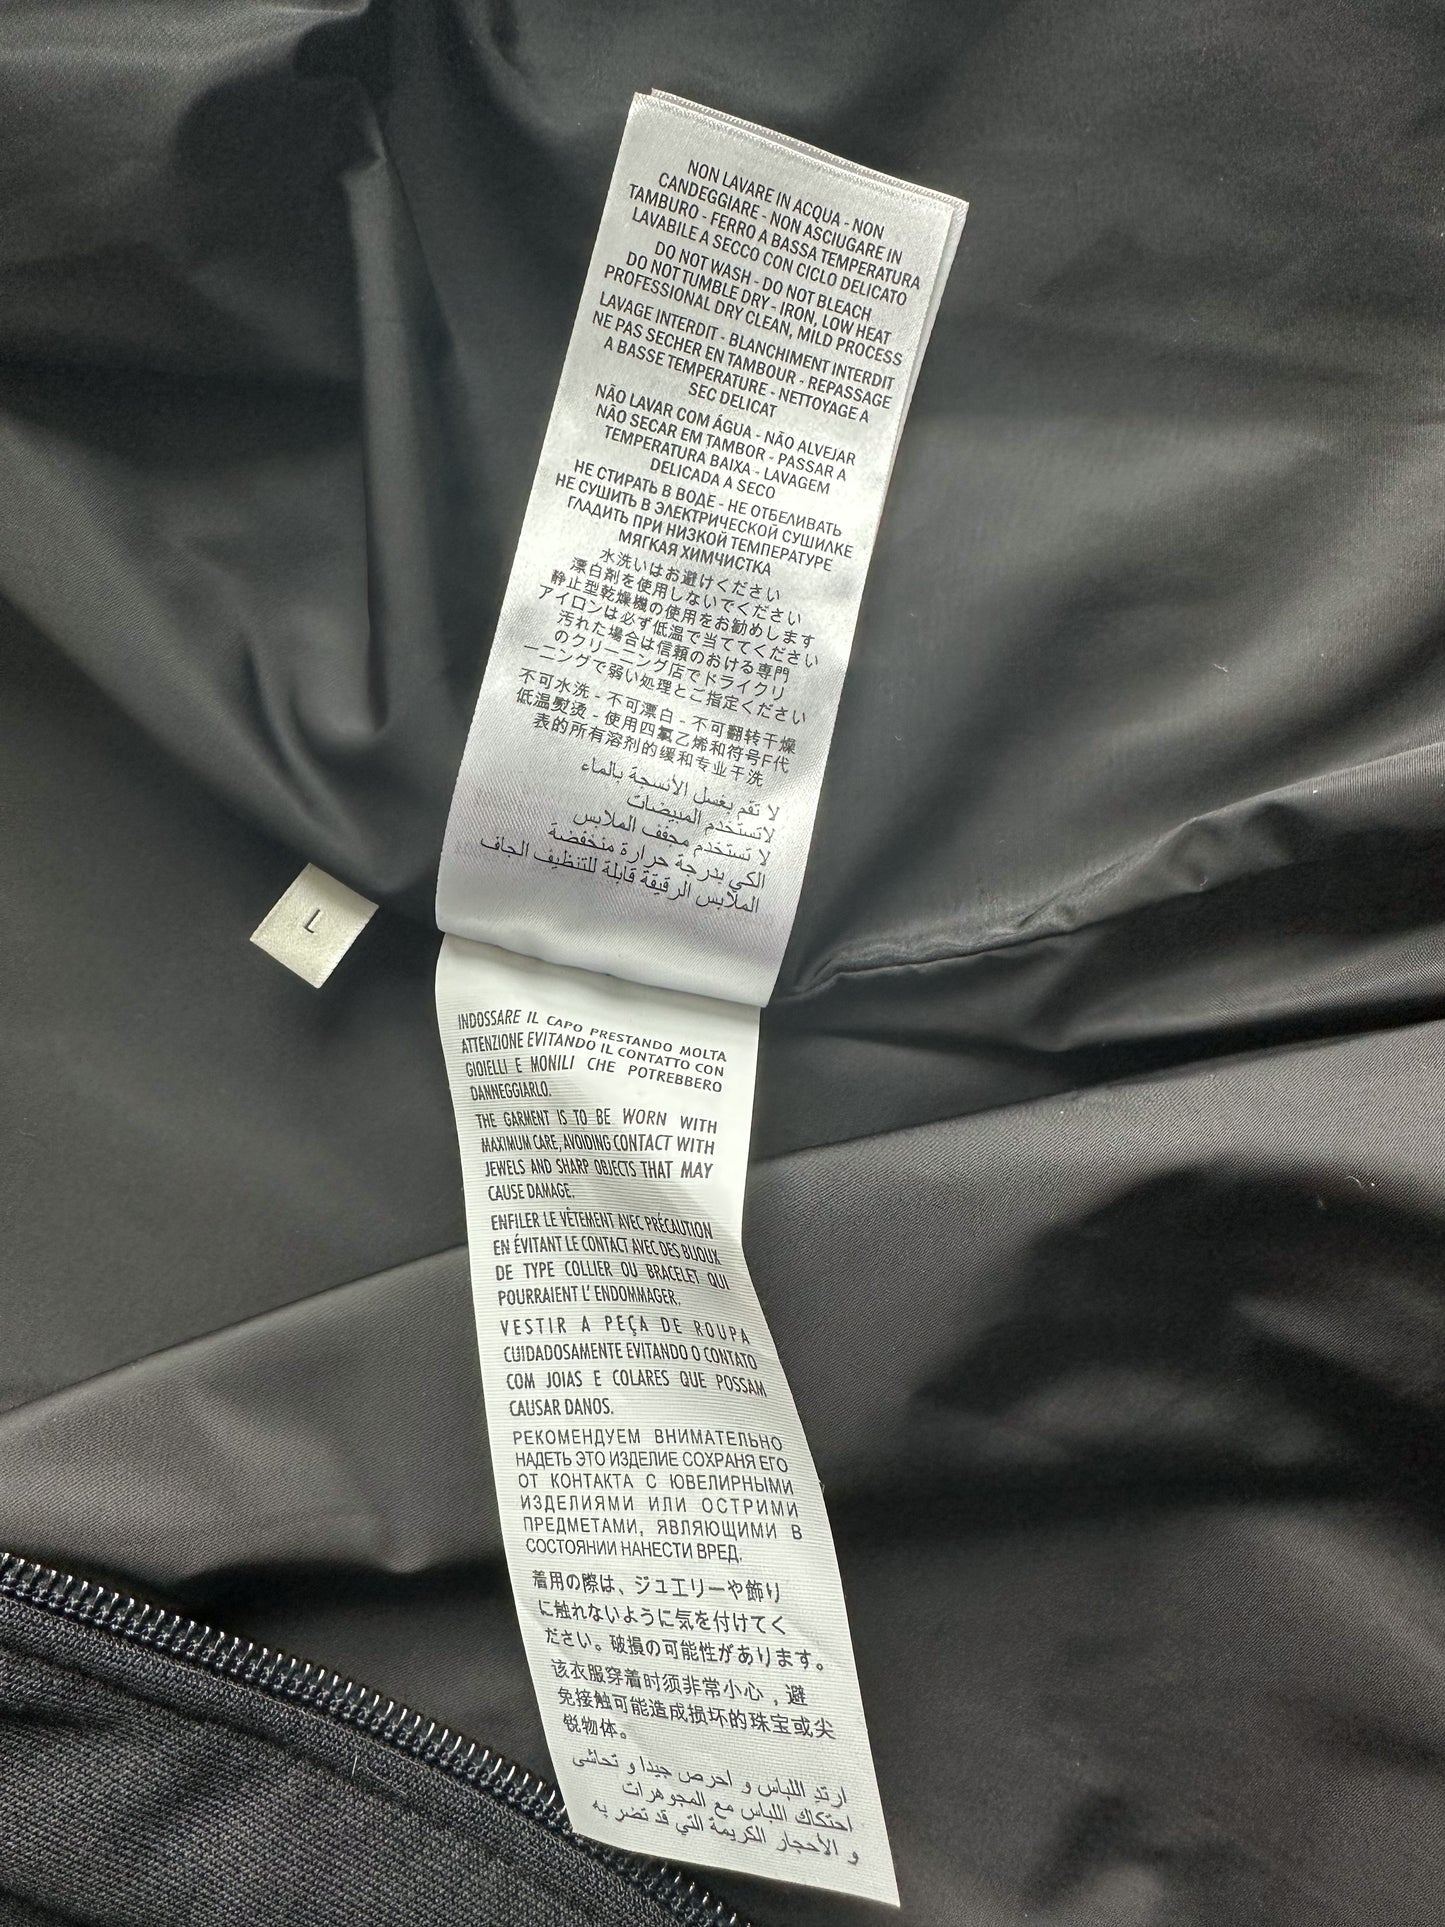 NON LAVARE IN ACQUA - NON
CANDEGGIARE - NON ASCIUGARE IN
TAMBURO - FERRO A BASSA TEMPERATURA
LAVABILE A SECCO CON CICLO DELICATO
DO NOT WASH - DO NOT BLEACH
DO NOT TUMBLE DRY - IRON, LOW HEAT
PROFESSIONAL DRY CLEAN, MILD PROCESS
LAVAGE INTERDIT - BLANCHIMENT INTERDIT
NE PAS SECHER EN TAMBOUR - REPASSAGE
A BASSE TEMPERATURE - NETTOYAGE A
SEC DELICAT
NÃO LAVAR COM ÁGUA - NÃO ALVEJAR
NÃO SECAR EM TAMBOR - PASSAR A
TEMPERATURA BAIXA - LAVAGEM
DELICADA A SECO
НЕ СТИРАТЬ В ВОДЕ - НЕ ОТБЕЛИВАТЬ
НЕ СУШИТЬ В ЭЛЕКТРИЧЕСКОЙ СУШИЛКЕ
ГЛАДИТЬ ПРИ НИЗКОЙ ТЕМПЕРАТУРЕ
МЯГКАЯ ХИМЧИСТКА
水洗いはお避けください
漂白剤を使用しないでください
静止型乾燥機の使用をお勧めします
アイロンは必ず低温で当ててください
汚れた場合は信頼のおける専門
のクリーニング店でドライクリ
ーニングで弱い処理とご指定ください
不可水洗 - 不可漂白 - 不可翻转干燥
低温熨烫 - 使用四氯乙烯和符号F代
表的所有溶剂的缓和专业干洗
لا تقم بغسل الأنسجة بالماء
لاتستخدم المبيضات
لا تستخدم مجفف الملابس
الكي بدرجة حرارة منخفضة
الملابس الرقيقة قابلة للتنظيف الجاف
L
INDOSSARE IL CAPO PRESTANDO MOLTA
ATTENZIONE EVITANDO IL CONTATTO CON
GIOIELLI E MONILI CHE POTREBBERO
DANNEGGIARLO.
THE GARMENT IS TO BE WORN WITH
MAXIMUM CARE, AVOIDING CONTACT WITH
JEWELS AND SHARP OBJECTS THAT MAY
CAUSE DAMAGE.
ENFILER LE VÊTEMENT AVEC PRÉCAUTION
EN ÉVITANT LE CONTACT AVEC DES BIJOUX
DE TYPE COLLIER OU BRACELET QUI
POURRAIENT L'ENDOMMAGER.
VESTIR A PEÇA DE ROUPA
CUIDADOSAMENTE EVITANDO O CONTATO
COM JOIAS E COLARES QUE POSSAM
CAUSAR DANOS.
РЕКОМЕНДУЕМ ВНИМАТЕЛЬНО
НАДЕТЬ ЭТО ИЗДЕЛИЕ СОХРАНЯ ЕГО
ОТ КОНТАКТА С ЮВЕЛИРНЫМИ
ИЗДЕЛИЯМИ ИЛИ ОСТРИМИ
ПРЕДМЕТАМИ, ЯВЛЯЮЩИМИ В
СОСТОЯНИИ НАНЕСТИ ВРЕД.
着用の際は、ジュエリーや飾り
に触れないように気を付けてく
ださい。破損の可能性があります。
该衣服穿着时须非常小心，避
免接触可能造成损坏的珠宝或尖
锐物体。
ارتد اللباس و احرص جيدا و تحاشى
احتكاك اللباس مع المجوهرات
و الأحجار الكريمة التي قد تضر به